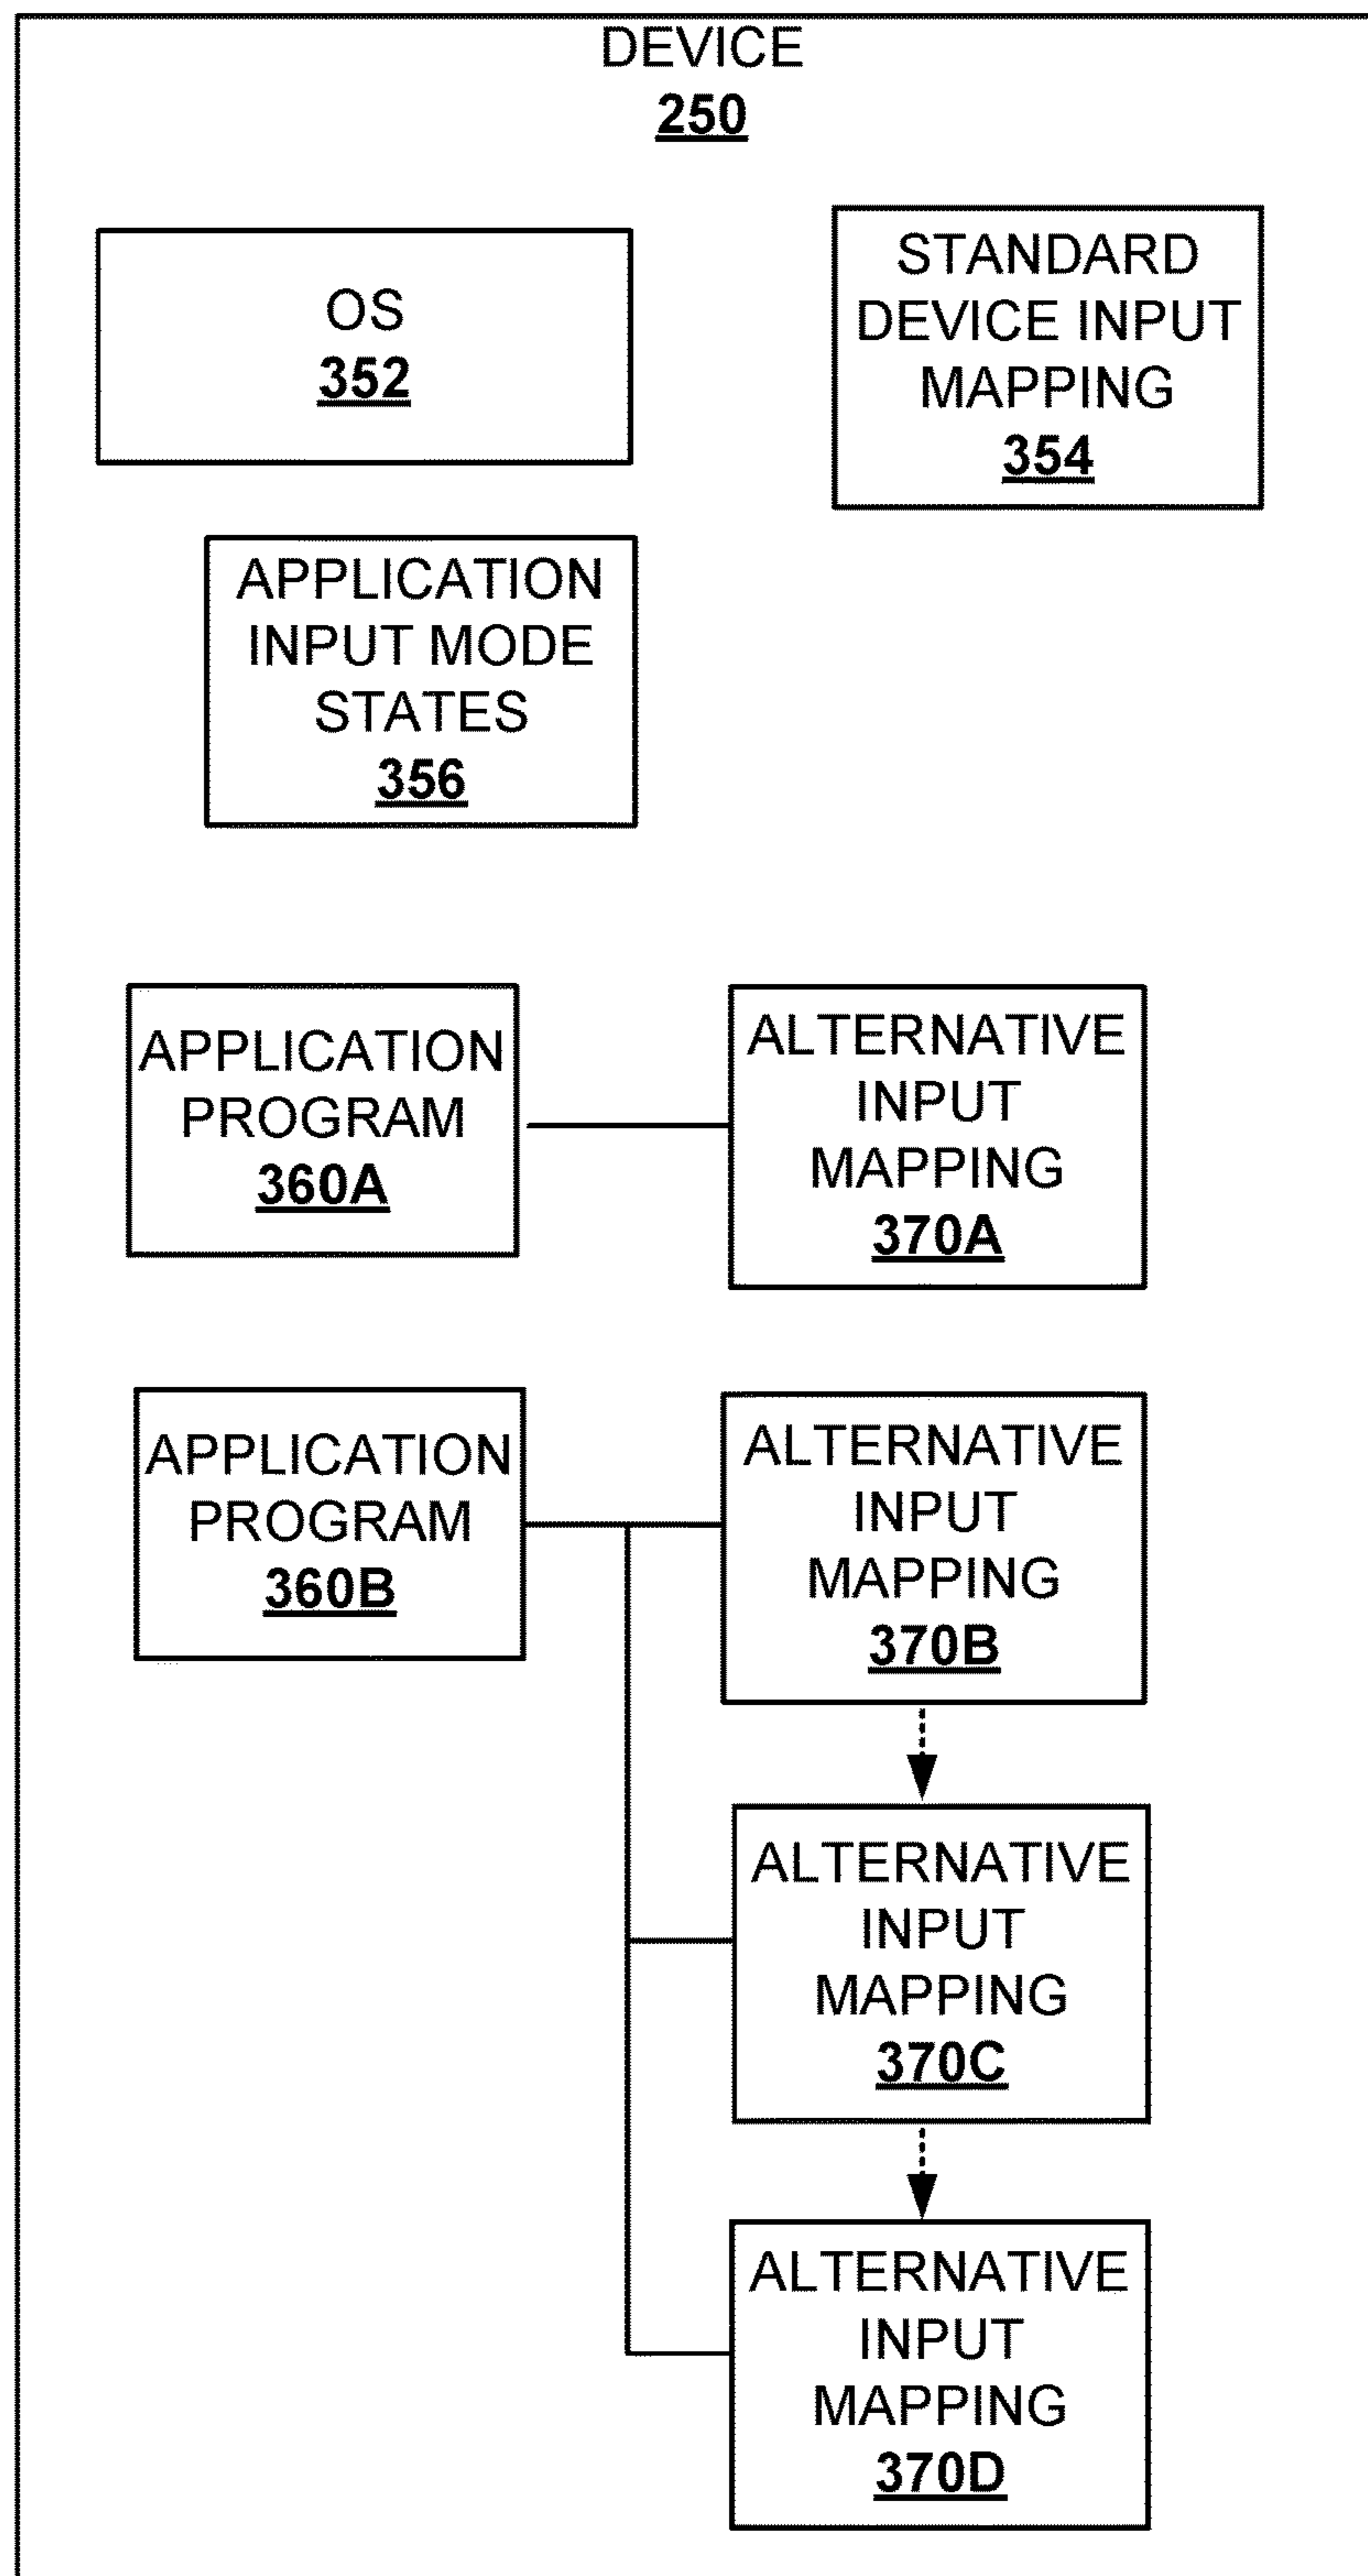 DEVICE
250
OS
352
STANDARD
DEVICE INPUT
MAPPING
354
APPLICATION
INPUT MODE
STATES
356
APPLICATION
PROGRAM
360A
ALTERNATIVE
INPUT
MAPPING
370A
APPLICATION
PROGRAM
360B
ALTERNATIVE
INPUT
MAPPING
370B
ALTERNATIVE
INPUT
MAPPING
370C
ALTERNATIVE
INPUT
MAPPING
370D